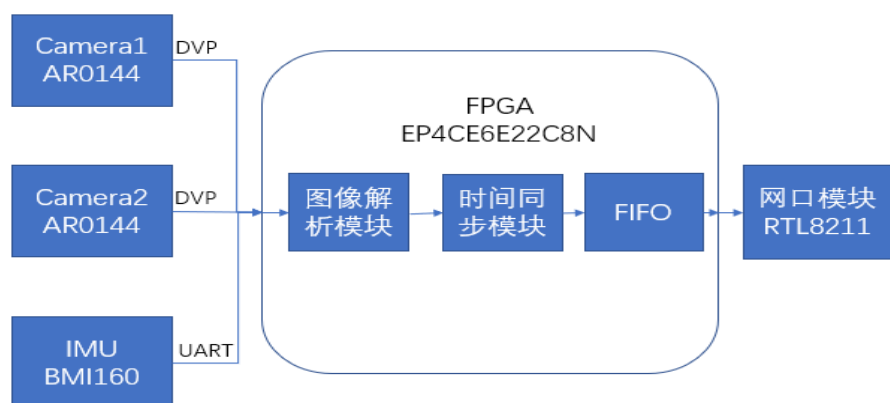 Camera1
AR0144
DVP
Camera2
AR0144
DVP
IMU
BMI160
UART
FPGA
EP4CE6E22C8N
图像解
析模块
时间同
步模块
FIFO
网口模块
RTL8211